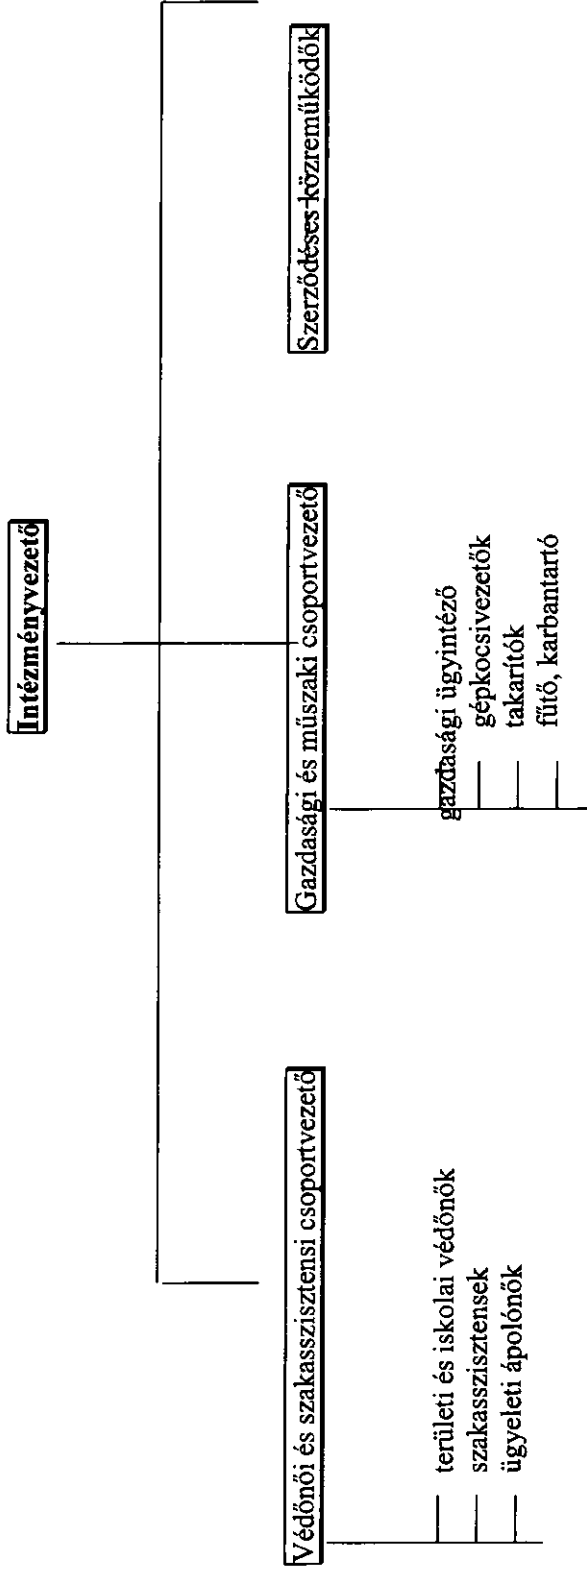 Intézményvezető
Védőnői és szakasszisztensi csoportvezető
területi és iskolai védőnők
szakasszisztensek
ügyeleti ápolónők
Gazdasági és műszaki csoportvezető
gazdasági ügyintéző
gépkocsivezetők
takarítók
fűtő, karbantartó
Szerződéses közreműködők